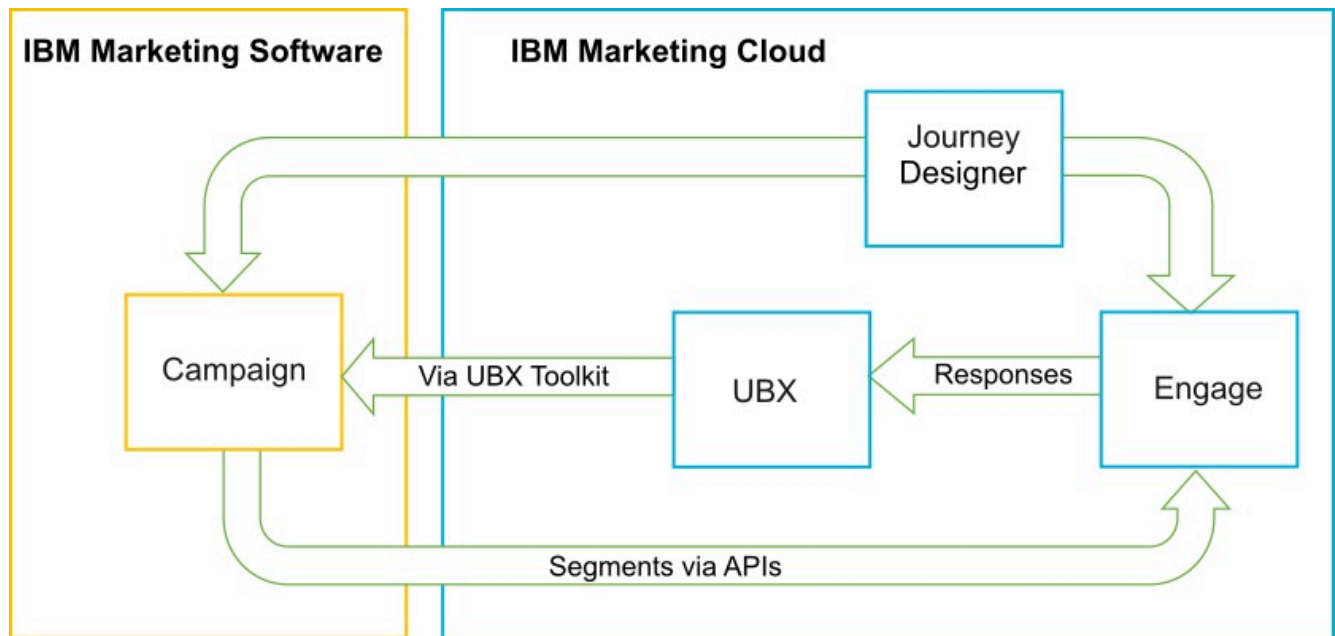 IBM Marketing Software
IBM Marketing Cloud
Journey
Designer
Campaign
Via UBX Toolkit
UBX
Responses
Engage
Segments via APIs